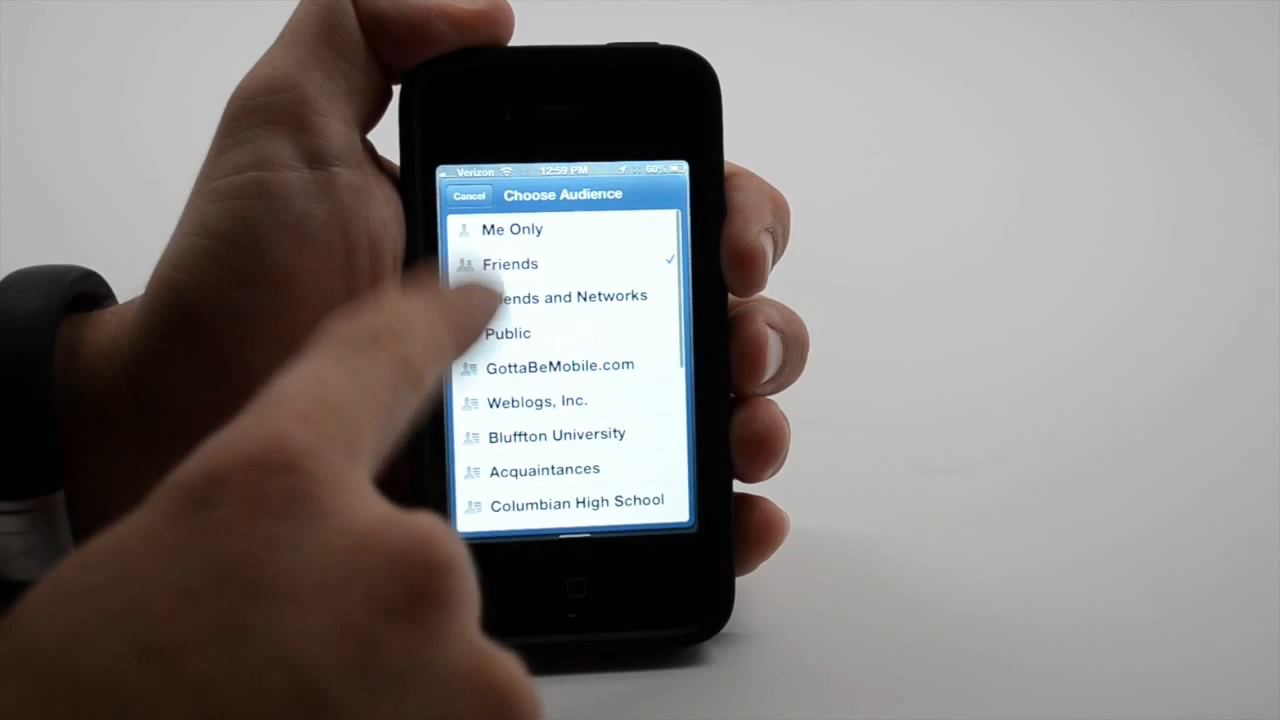 Verizon 12:59 PM 60%
Cancel Choose Audience
Me Only
Friends
ends and Networks
Public
GottaBeMobile.com
Weblogs, Inc.
Bluffton University
Acquaintances
Columbian High School